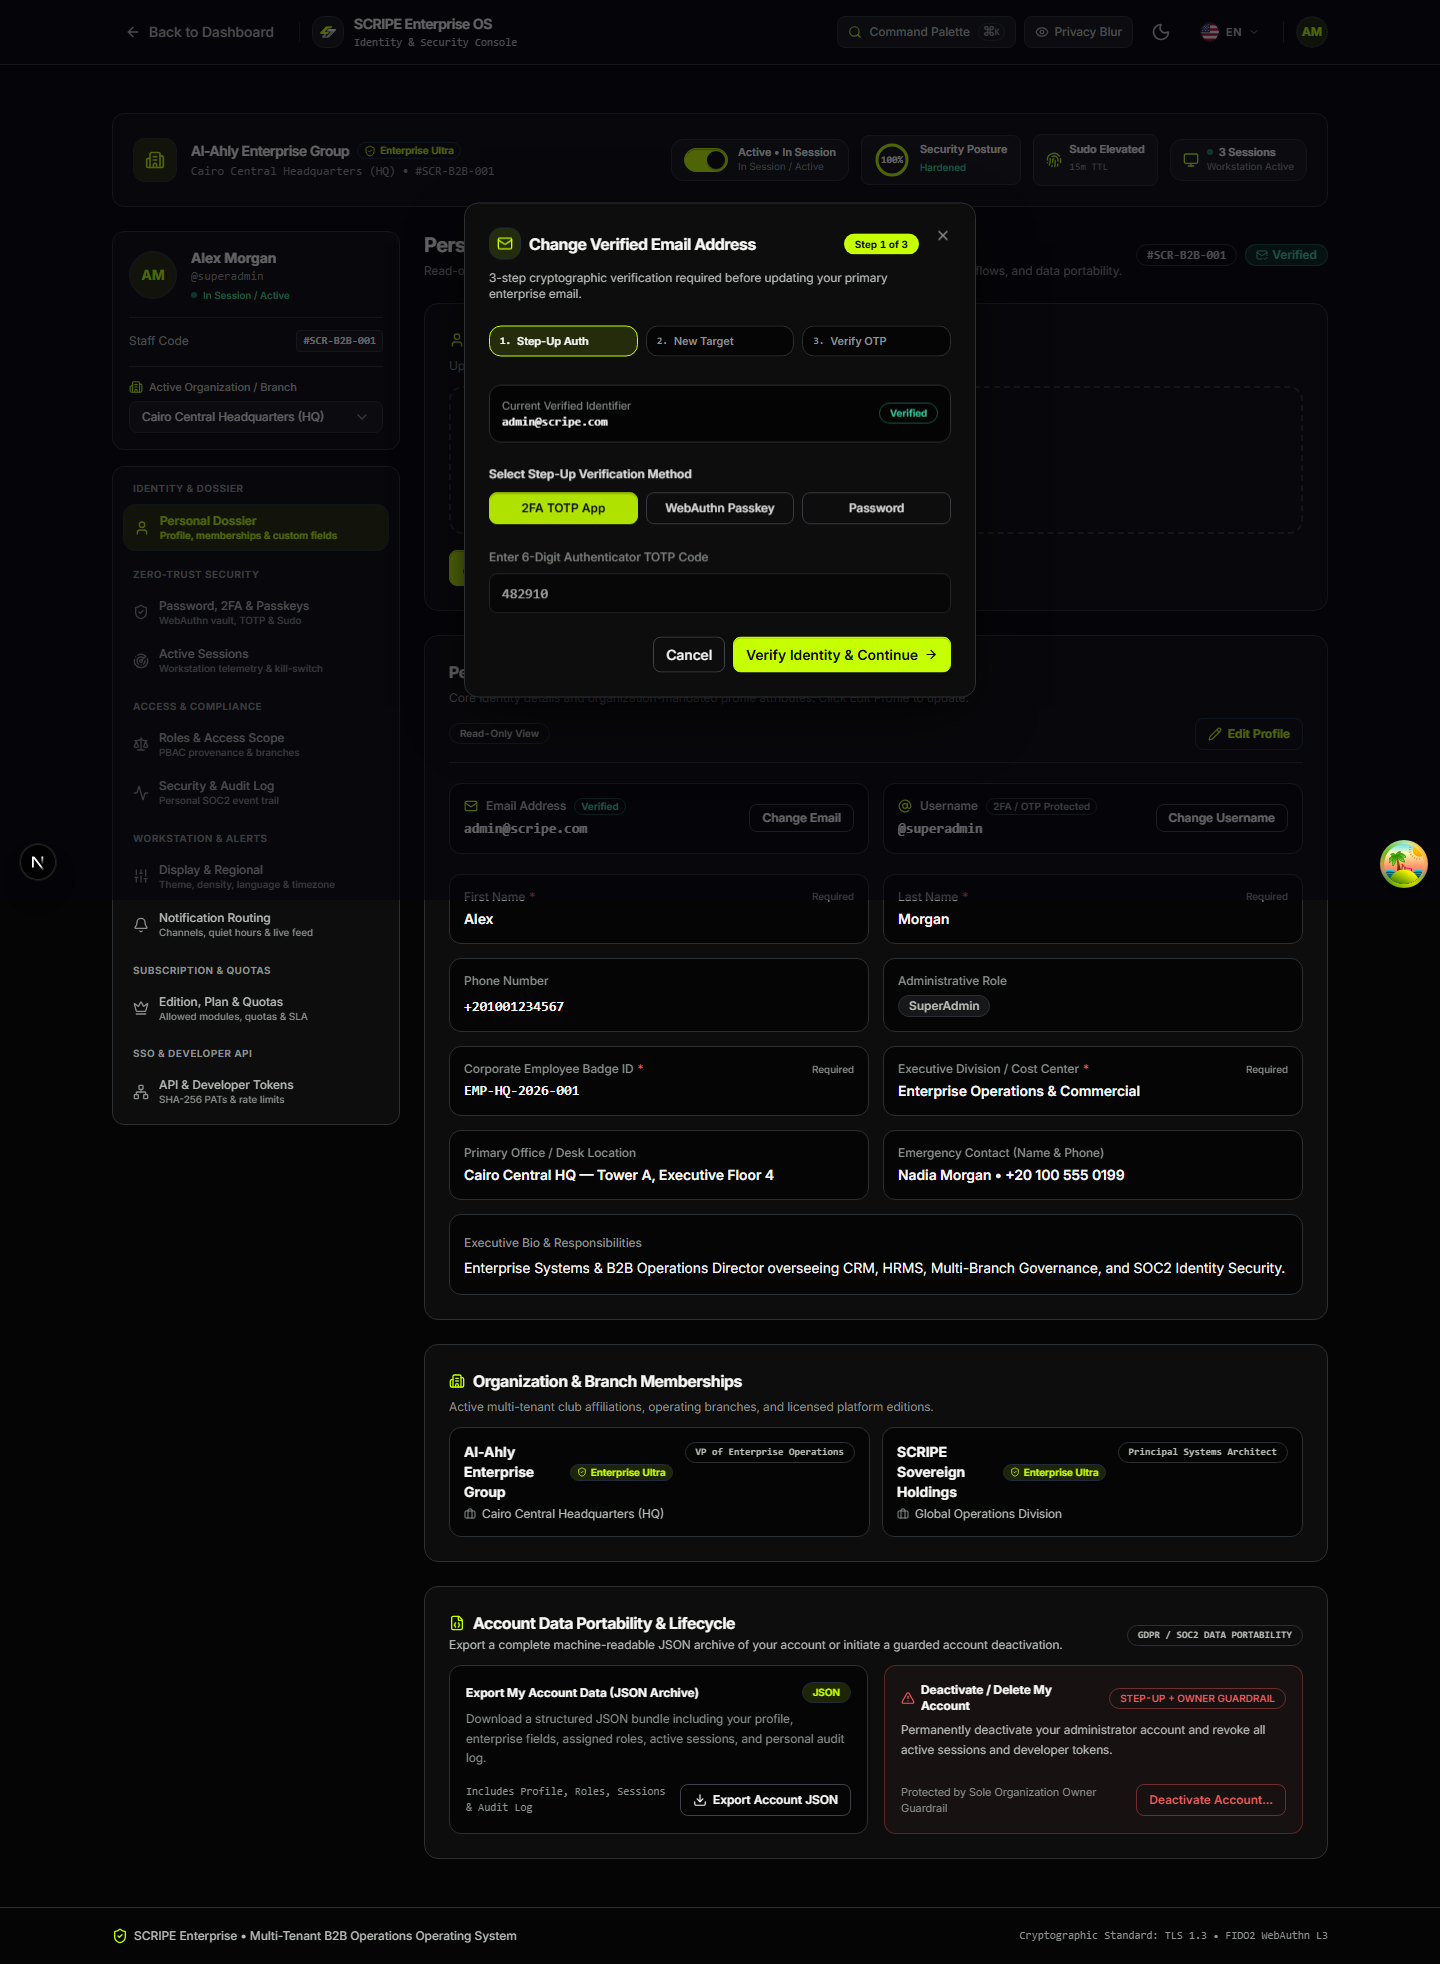 Back to Dashboard
SCRIPE Enterprise OS
Identity & Security Console
Command Palette ⌘K
Privacy Blur
EN
AM
Al-Ahly Enterprise Group
Enterprise Ultra
Cairo Central Headquarters (HQ) • #SCR-B2B-001
Active • In Session
In Session / Active
100%
Security Posture
Hardened
Sudo Elevated
15m TTL
3 Sessions
Workstation Active
AM
Alex Morgan
@superadmin
In Session / Active
Staff Code
#SCR-B2B-001
Active Organization / Branch
Cairo Central Headquarters (HQ)
IDENTITY & DOSSIER
Personal Dossier
Profile, memberships & custom fields
ZERO-TRUST SECURITY
Password, 2FA & Passkeys
WebAuthn vault, TOTP & Sudo
Active Sessions
Workstation telemetry & kill-switch
ACCESS & COMPLIANCE
Roles & Access Scope
PBAC provenance & branches
Security & Audit Log
Personal SOC2 event trail
WORKSTATION & ALERTS
Display & Regional
Theme, density, language & timezone
Notification Routing
Channels, quiet hours & live feed
SUBSCRIPTION & QUOTAS
Edition, Plan & Quotas
Allowed modules, quotas & SLA
SSO & DEVELOPER API
API & Developer Tokens
SHA-256 PATs & rate limits
Pers
Read-o
flows, and data portability.
#SCR-B2B-001
Verified
Up
Change Verified Email Address
Step 1 of 3
3-step cryptographic verification required before updating your primary
enterprise email.
1. Step-Up Auth
2. New Target
3. Verify OTP
Current Verified Identifier
admin@scripe.com
Verified
Select Step-Up Verification Method
2FA TOTP App
WebAuthn Passkey
Password
Enter 6-Digit Authenticator TOTP Code
482910
Cancel
Verify Identity & Continue
Pe
Core identity details and organization-mandated profile attributes. Click Edit Profile to update.
Read-Only View
Edit Profile
Email Address
Verified
admin@scripe.com
Change Email
Username
2FA / OTP Protected
@superadmin
Change Username
First Name *
Required
Alex
Last Name *
Required
Morgan
Phone Number
+201001234567
Administrative Role
SuperAdmin
Corporate Employee Badge ID *
Required
EMP-HQ-2026-001
Executive Division / Cost Center *
Required
Enterprise Operations & Commercial
Primary Office / Desk Location
Cairo Central HQ — Tower A, Executive Floor 4
Emergency Contact (Name & Phone)
Nadia Morgan • +20 100 555 0199
Executive Bio & Responsibilities
Enterprise Systems & B2B Operations Director overseeing CRM, HRMS, Multi-Branch Governance, and SOC2 Identity Security.
Organization & Branch Memberships
Active multi-tenant club affiliations, operating branches, and licensed platform editions.
Al-Ahly
Enterprise
Group
Enterprise Ultra
VP of Enterprise Operations
Cairo Central Headquarters (HQ)
SCRIPE
Sovereign
Holdings
Enterprise Ultra
Principal Systems Architect
Global Operations Division
Account Data Portability & Lifecycle
Export a complete machine-readable JSON archive of your account or initiate a guarded account deactivation.
GDPR / SOC2 DATA PORTABILITY
Export My Account Data (JSON Archive)
JSON
Download a structured JSON bundle including your profile,
enterprise fields, assigned roles, active sessions, and personal audit
log.
Includes Profile, Roles, Sessions
& Audit Log
Export Account JSON
Deactivate / Delete My
Account
STEP-UP + OWNER GUARDRAIL
Permanently deactivate your administrator account and revoke all
active sessions and developer tokens.
Protected by Sole Organization Owner
Guardrail
Deactivate Account...
SCRIPE Enterprise • Multi-Tenant B2B Operations Operating System
Cryptographic Standard: TLS 1.3 • FIDO2 WebAuthn L3